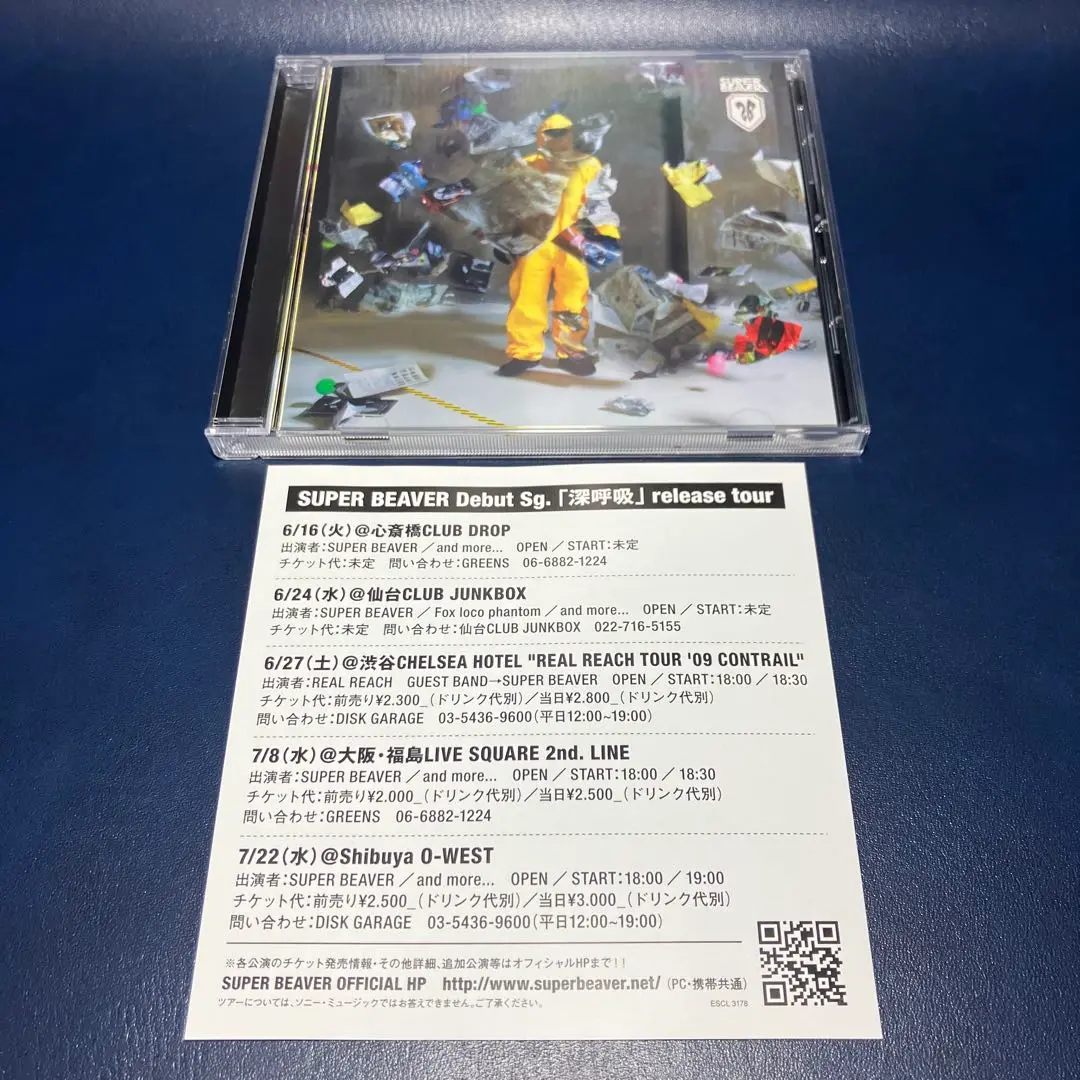 SUPER
BEAVER
SUPER BEAVER Debut Sg.「深呼吸」release tour
6/16(火)@心斎橋CLUB DROP
出演者:SUPER BEAVER／and more... OPEN／START:未定
チケット代:未定 問い合わせ:GREENS 06-6882-1224
6/24(水)@仙台CLUB JUNKBOX
出演者:SUPER BEAVER／Fox loco phantom／and more... OPEN／START:未定
チケット代:未定 問い合わせ:仙台CLUB JUNKBOX 022-716-5155
6/27(土)@渋谷CHELSEA HOTEL "REAL REACH TOUR '09 CONTRAIL"
出演者:REAL REACH GUEST BAND→SUPER BEAVER OPEN／START:18:00／18:30
チケット代:前売り¥2.300_(ドリンク代別)／当日¥2.800_(ドリンク代別)
問い合わせ:DISK GARAGE 03-5436-9600(平日12:00~19:00)
7/8(水)@大阪・福島LIVE SQUARE 2nd. LINE
出演者:SUPER BEAVER／and more... OPEN／START:18:00／18:30
チケット代:前売り¥2.000_(ドリンク代別)／当日¥2.500_(ドリンク代別)
問い合わせ:GREENS 06-6882-1224
7/22(水)@Shibuya O-WEST
出演者:SUPER BEAVER／and more... OPEN／START:18:00／19:00
チケット代:前売り¥2.500_(ドリンク代別)／当日¥3.000_(ドリンク代別)
問い合わせ:DISK GARAGE 03-5436-9600(平日12:00~19:00)
※各公演のチケット発売情報・その他詳細、追加公演等はオフィシャルHPまで!!
SUPER BEAVER OFFICIAL HP http://www.superbeaver.net/ (PC・携帯共通)
ツアーについては、ソニー・ミュージックではお答えできません。ご了承ください。
ESCL 3178